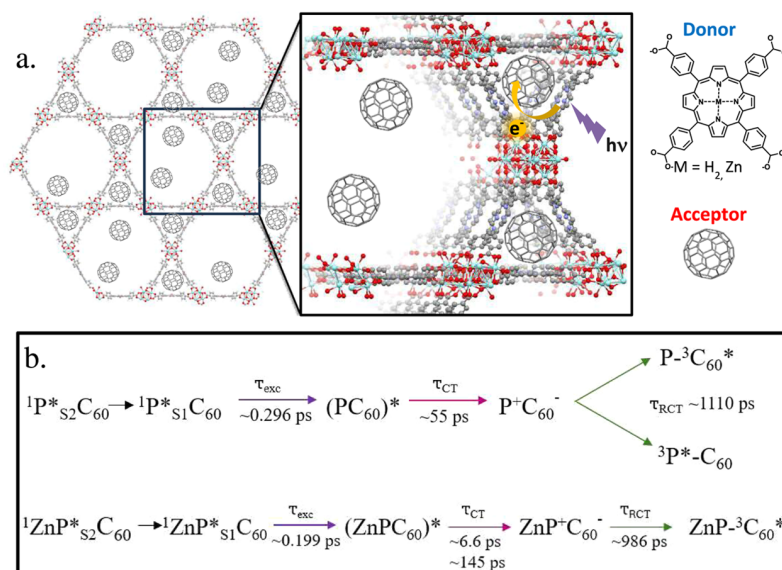 a.
e⁻
hν
Donor
O O
⁻O O⁻
N
N M N
N
⁻O O⁻
O O
M = H₂, Zn
Acceptor
b.
¹P*S2C₆₀ → ¹P*S1C₆₀ τexc ~0.296 ps (PC₆₀)* τCT ~55 ps P⁺C₆₀⁻ P-³C₆₀*
τRCT ~1110 ps
³P*-C₆₀
¹ZnP*S2C₆₀ → ¹ZnP*S1C₆₀ τexc ~0.199 ps (ZnPC₆₀)* τCT ~6.6 ps ~145 ps ZnP⁺C₆₀⁻ τRCT ~986 ps ZnP-³C₆₀*